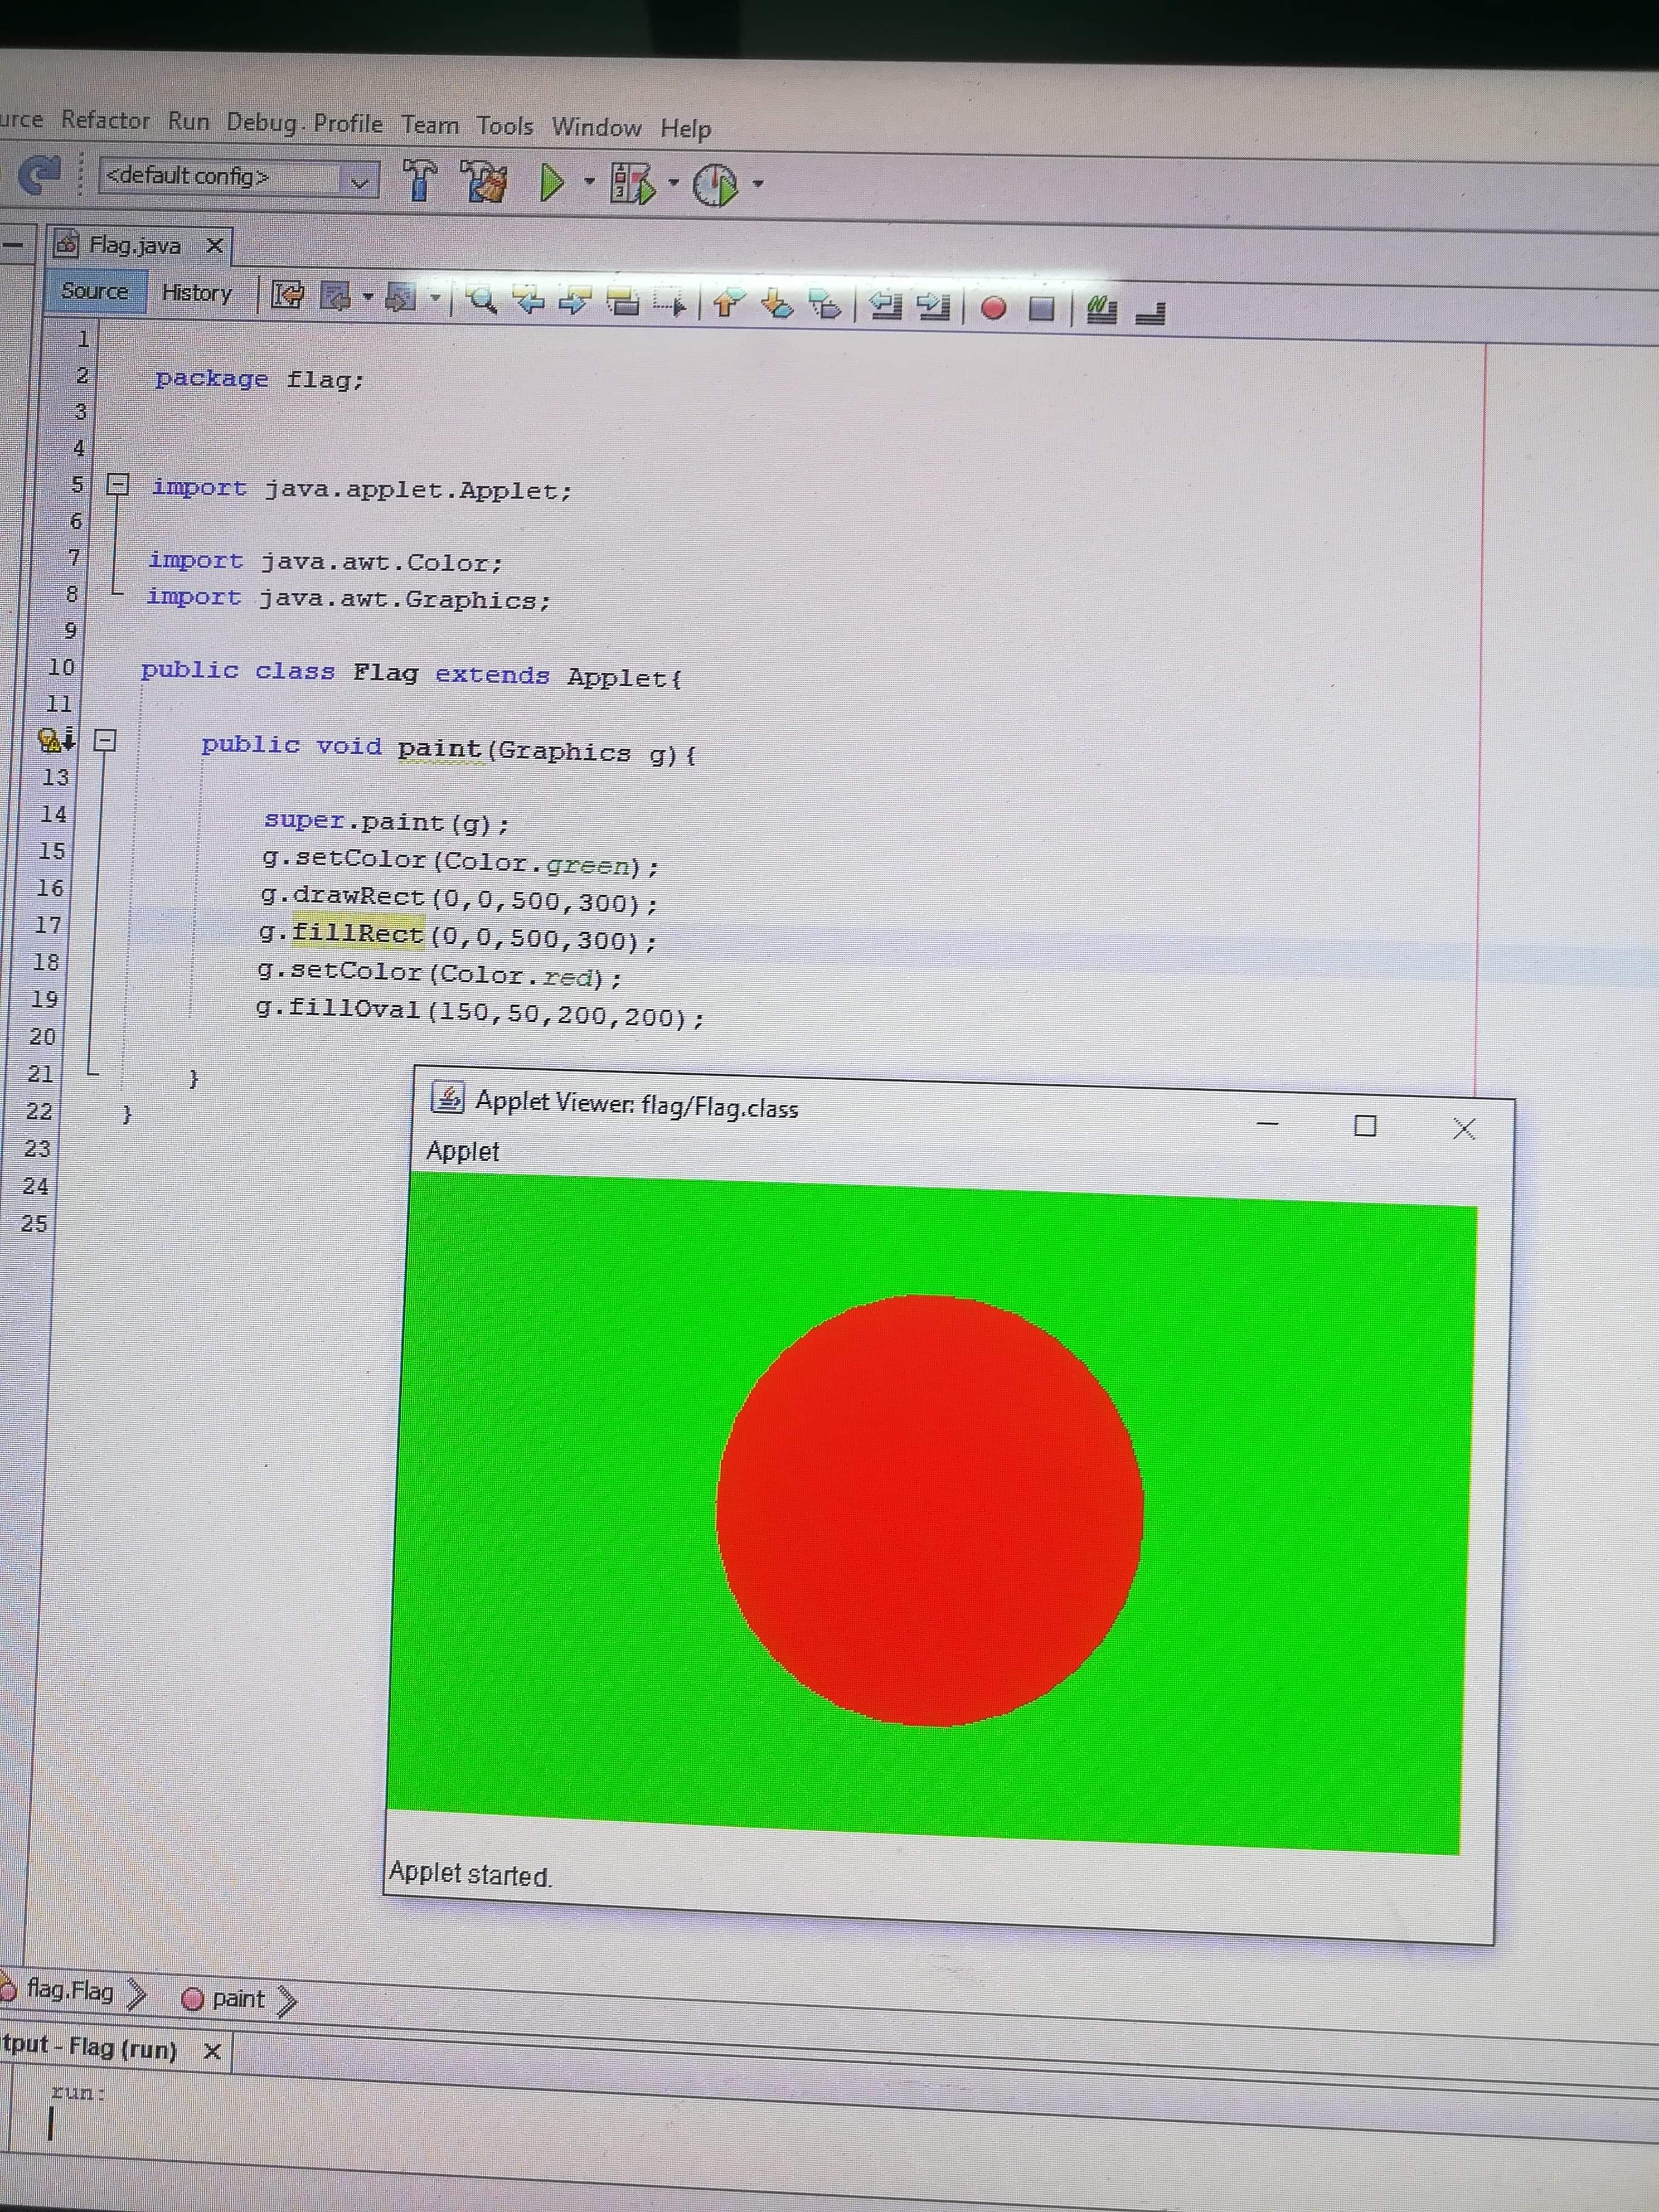 Refactor Run Debug Profile Team Tools Window Help
<default config>
Flag.java
Source History
1
2 package flag;
3
4
5 import java.applet.Applet;
6
7 import java.awt.Color;
8 import java.awt.Graphics;
9
10 public class Flag extends Applet{
11
public void paint(Graphics g){
13
14 super.paint(g);
15 g.setColor(Color.green);
16 g.drawRect(0,0,500,300);
17 g.fillRect(0,0,500,300);
18 g.setColor(Color.red);
19 g.fillOval(150,50,200,200);
20
21 }
22 }
23
24
25
Applet Viewer: flag/Flag.class
Applet
Applet started.
flag.Flag paint
tput - Flag (run)
run: